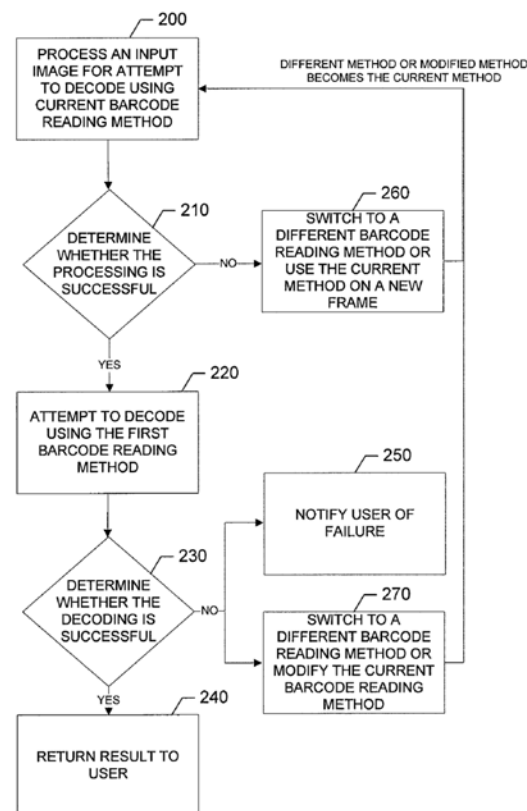 200
PROCESS AN INPUT
IMAGE FOR ATTEMPT
TO DECODE USING
CURRENT BARCODE
READING METHOD
DIFFERENT METHOD OR MODIFIED METHOD
BECOMES THE CURRENT METHOD
210
DETERMINE
WHETHER THE
PROCESSING IS
SUCCESSFUL
NO
260
SWITCH TO A
DIFFERENT BARCODE
READING METHOD OR
USE THE CURRENT
METHOD ON A NEW
FRAME
YES
220
ATTEMPT TO DECODE
USING THE FIRST
BARCODE READING
METHOD
250
NOTIFY USER OF
FAILURE
230
DETERMINE
WHETHER THE
DECODING IS
SUCCESSFUL
NO
270
SWITCH TO A
DIFFERENT BARCODE
READING METHOD OR
MODIFY THE CURRENT
BARCODE READING
METHOD
YES
240
RETURN RESULT TO
USER